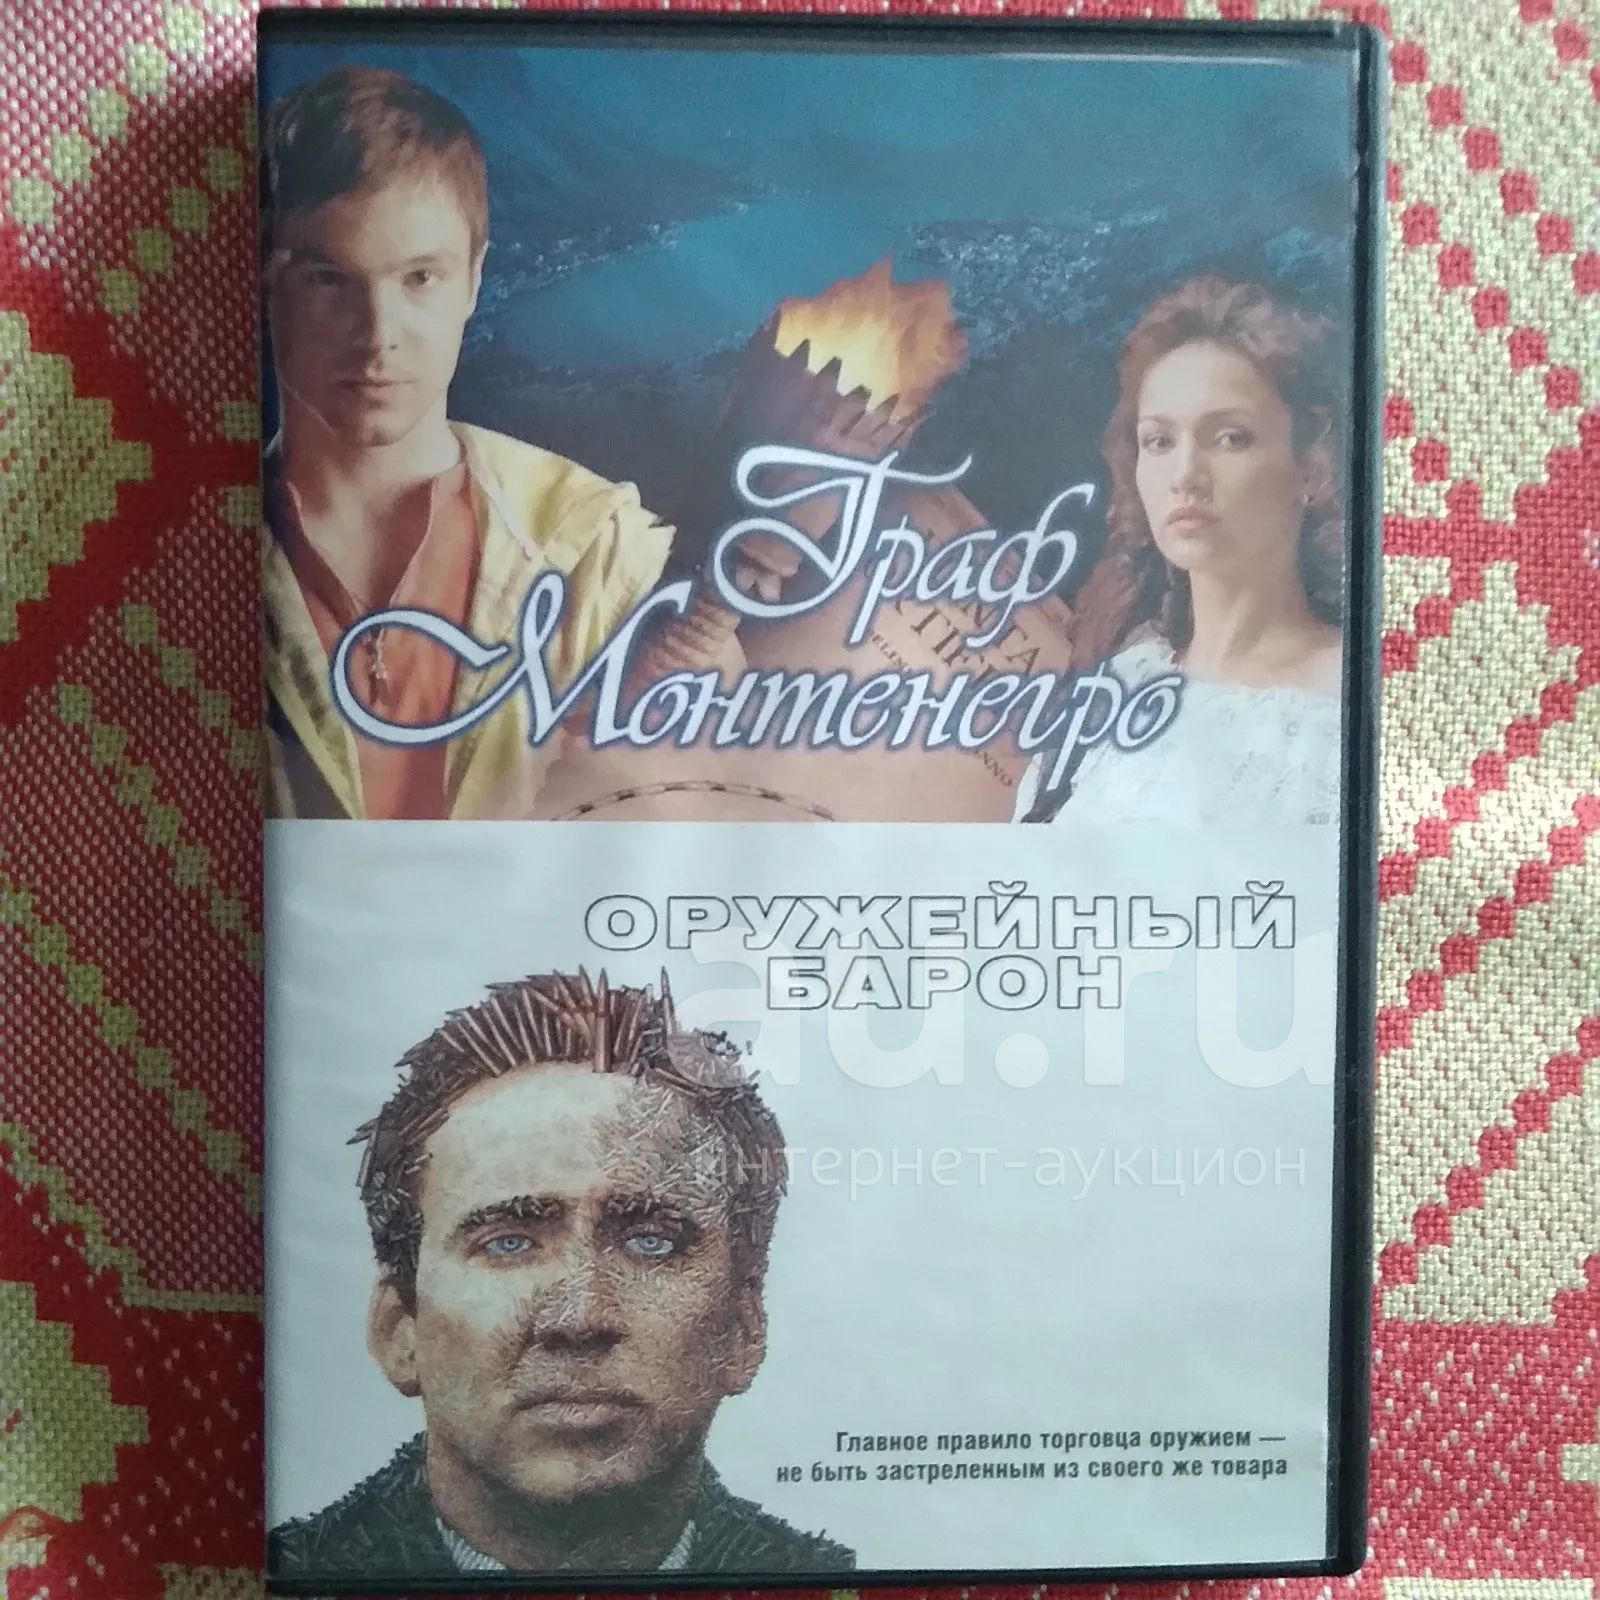 Граф
Монтенегро
ОРУЖЕЙНЫЙ
БАРОН
au.ru
интернет-аукцион
Главное правило торговца оружием —
не быть застреленным из своего же товара